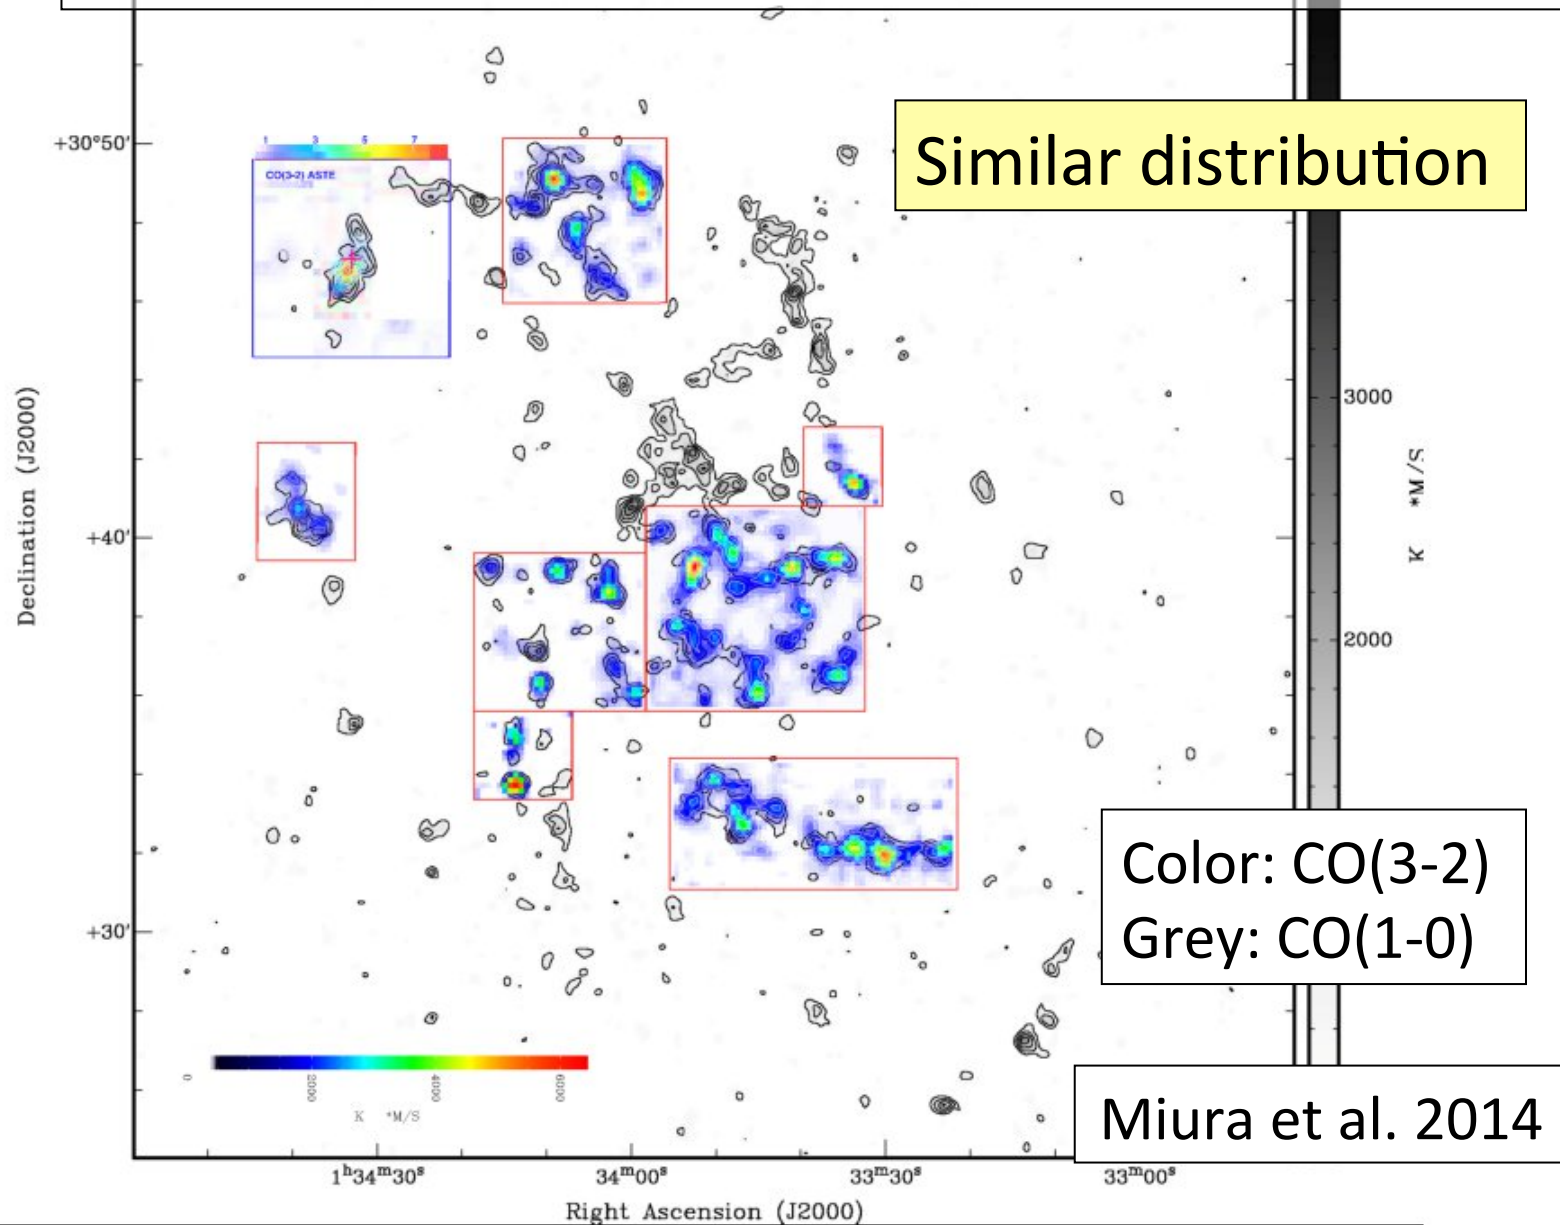 Similar distribution
+30°50'
1 3 5 7
CO(3-2) ASTE
3000
K *M/S
Declination (J2000)
+40'
2000
Color: CO(3-2)
Grey: CO(1-0)
+30'
0 2000 4000 6000
K *M/S
Miura et al. 2014
1h34m30s 34m00s 33m30s 33m00s
Right Ascension (J2000)